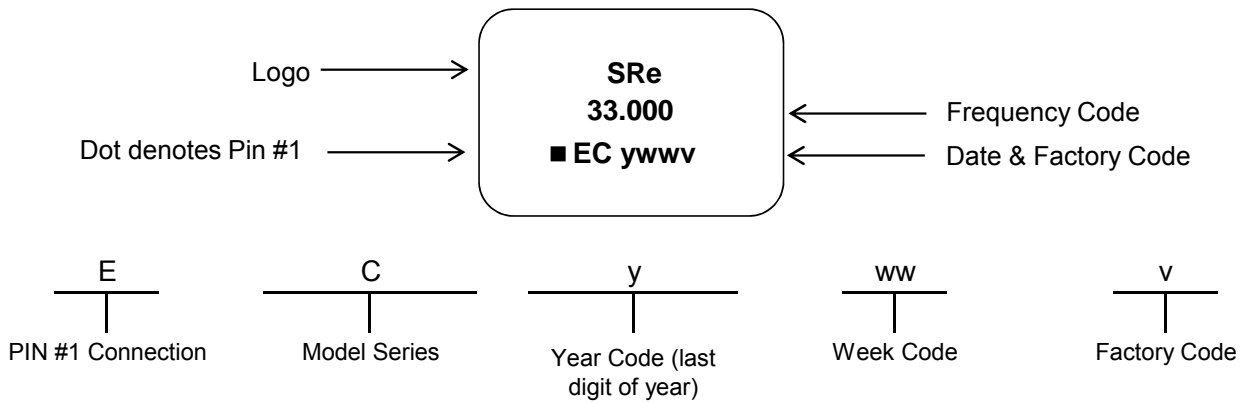 Logo
SRe
33.000
Frequency Code
Dot denotes Pin #1
■ EC ywwv
Date & Factory Code
E
C
y
ww
v
PIN #1 Connection
Model Series
Year Code (last
digit of year)
Week Code
Factory Code